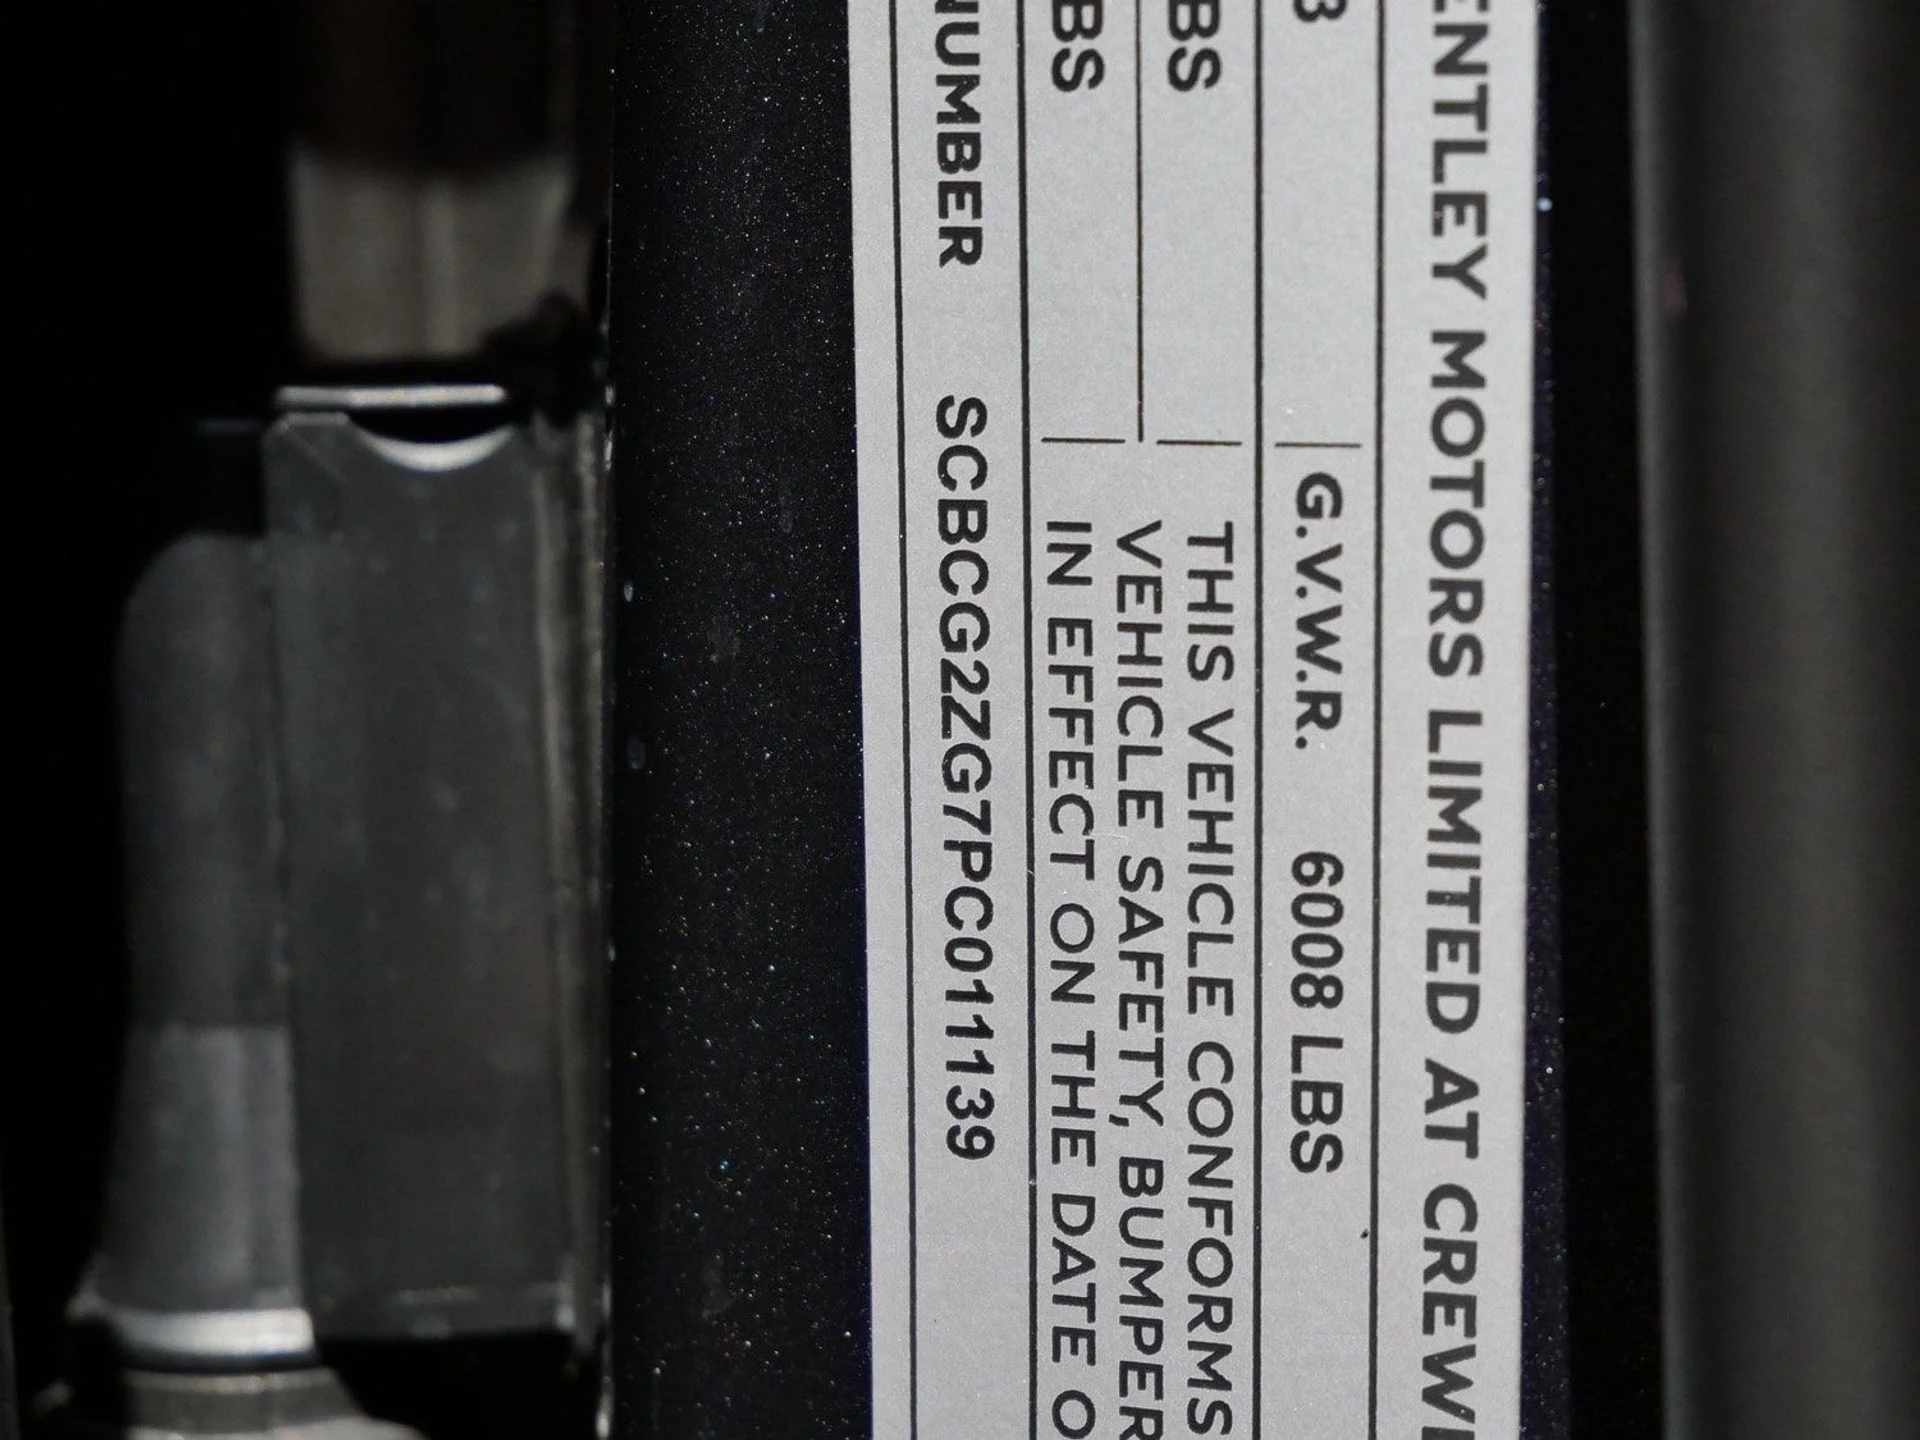 ENTLEY MOTORS LIMITED AT CREW
3 G.V.W.R. 6008 LBS
BS THIS VEHICLE CONFORMS
VEHICLE SAFETY, BUMPER
BS IN EFFECT ON THE DATE O
NUMBER SCBCG2ZG7PC011139